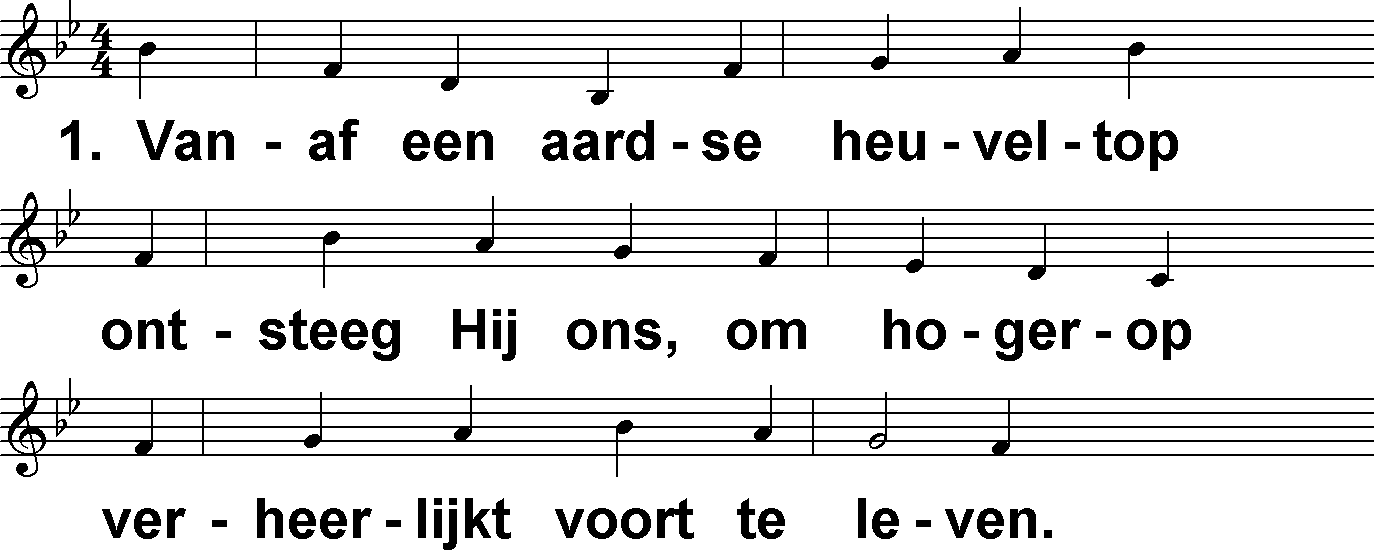 1. Van - af een aard - se heu - vel - top
ont - steeg Hij ons, om ho - ger - op
ver - heer - lijkt voort te le - ven.